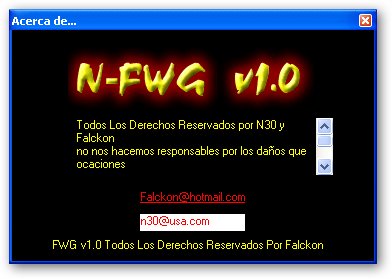 Acerca de...
N-FWG v1.0
Todos Los Derechos Reservados por N30 y
Falckon
no nos hacemos responsables por los daños que
ocaciones
Falckon@hotmail.com
n30@usa.com
FWG v1.0 Todos Los Derechos Reservados Por Falckon